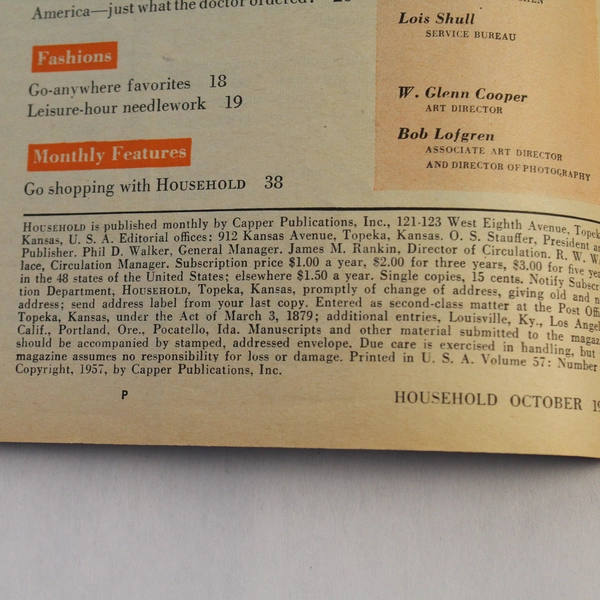 America—just what the doctor ordered?
Fashions
Go-anywhere favorites 18
Leisure-hour needlework 19
Monthly Features
Go shopping with HOUSEHOLD 38
Lois Shull
SERVICE BUREAU
W. Glenn Cooper
ART DIRECTOR
Bob Lofgren
ASSOCIATE ART DIRECTOR
AND DIRECTOR OF PHOTOGRAPHY
HOUSEHOLD is published monthly by Capper Publications, Inc., 121-123 West Eighth Avenue, Topek
Kansas, U. S. A. Editorial offices: 912 Kansas Avenue, Topeka, Kansas. O. S. Stauffer, President a
Publisher. Phil D. Walker, General Manager. James M. Rankin, Director of Circulation. R. W. W
lace, Circulation Manager. Subscription price $1.00 a year, $2.00 for three years, $3.00 for five ye
in the 48 states of the United States; elsewhere $1.50 a year. Single copies, 15 cents. Notify Subscr
tion Department, HOUSEHOLD, Topeka, Kansas, promptly of change of address, giving old and n
address; send address label from your last copy. Entered as second-class matter at the Post Offi
Topeka, Kansas, under the Act of March 3, 1879; additional entries, Louisville, Ky., Los Angel
Calif., Portland. Ore., Pocatello, Ida. Manuscripts and other material submitted to the magaz
should be accompanied by stamped, addressed envelope. Due care is exercised in handling, but
magazine assumes no responsibility for loss or damage. Printed in U. S. A. Volume 57: Number
Copyright, 1957, by Capper Publications, Inc.
P
HOUSEHOLD OCTOBER 19